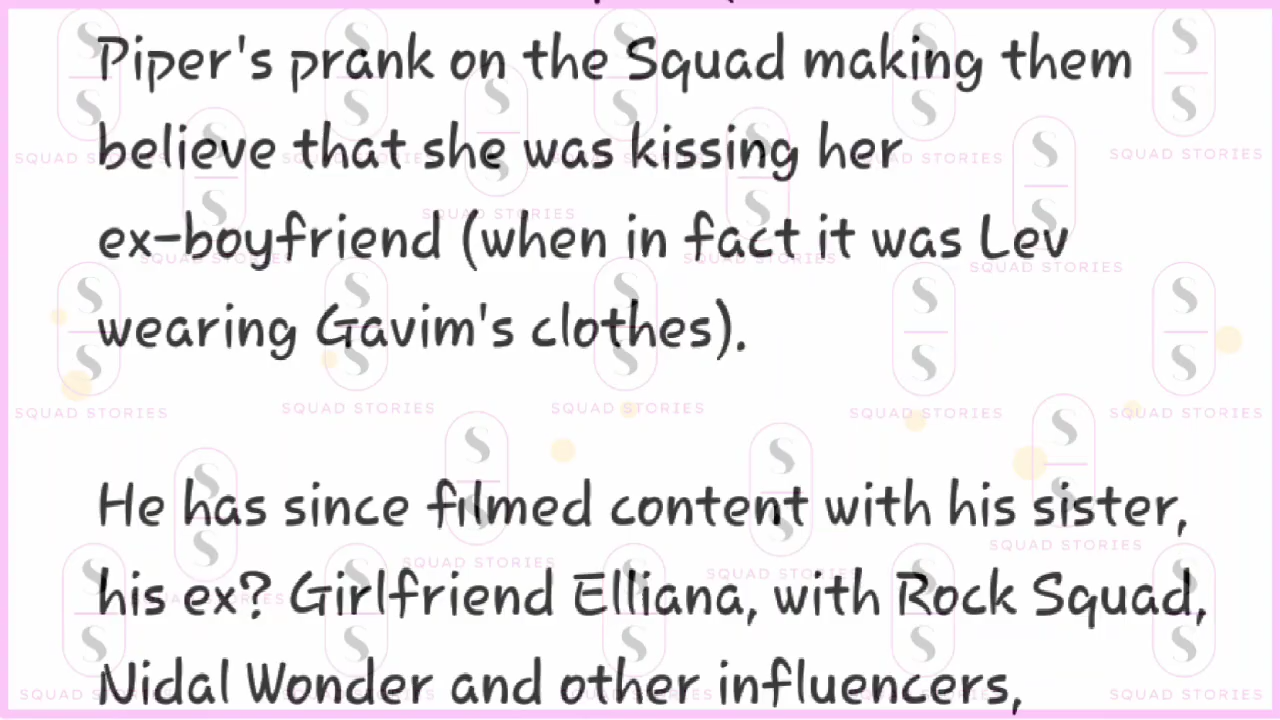 Piper's prank on the Squad making them
believe that she was kissing her
ex-boyfriend (when in fact it was Lev
wearing Gavim's clothes).
He has since filmed content with his sister,
his ex? Girlfriend Elliana, with Rock Squad,
Nidal Wonder and other influencers,
SQUAD STORIES